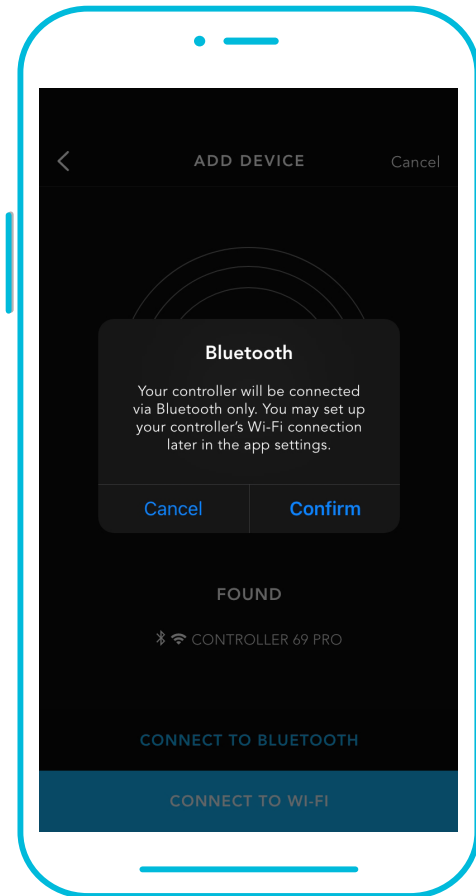 ADD DEVICE
Cancel
Bluetooth
Your controller will be connected
via Bluetooth only. You may set up
your controller's Wi-Fi connection
later in the app settings.
Cancel
Confirm
FOUND
CONTROLLER 69 PRO
CONNECT TO BLUETOOTH
CONNECT TO WI-FI